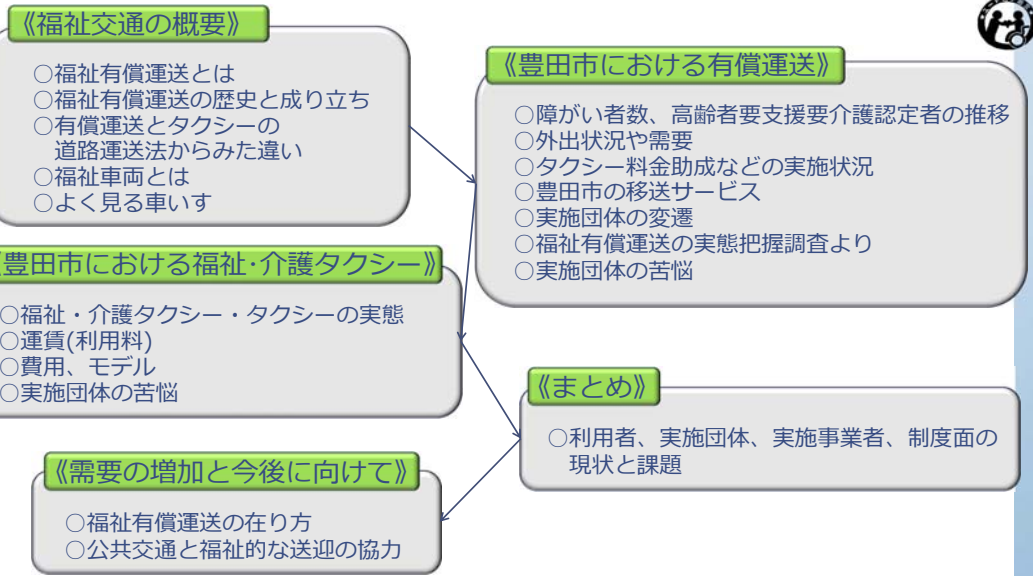 《福祉交通の概要》
○福祉有償運送とは
○福祉有償運送の歴史と成り立ち
○有償運送とタクシーの
道路運送法からみた違い
○福祉車両とは
○よく見る車いす
《豊田市における有償運送》
○障がい者数、高齢者要支援要介護認定者の推移
○外出状況や需要
○タクシー料金助成などの実施状況
○豊田市の移送サービス
○実施団体の変遷
○福祉有償運送の実態把握調査より
○実施団体の苦悩
《豊田市における福祉・介護タクシー》
○福祉・介護タクシー・タクシーの実態
○運賃(利用料)
○費用、モデル
○実施団体の苦悩
《まとめ》
○利用者、実施団体、実施事業者、制度面の
現状と課題
《需要の増加と今後に向けて》
○福祉有償運送の在り方
○公共交通と福祉的な送迎の協力